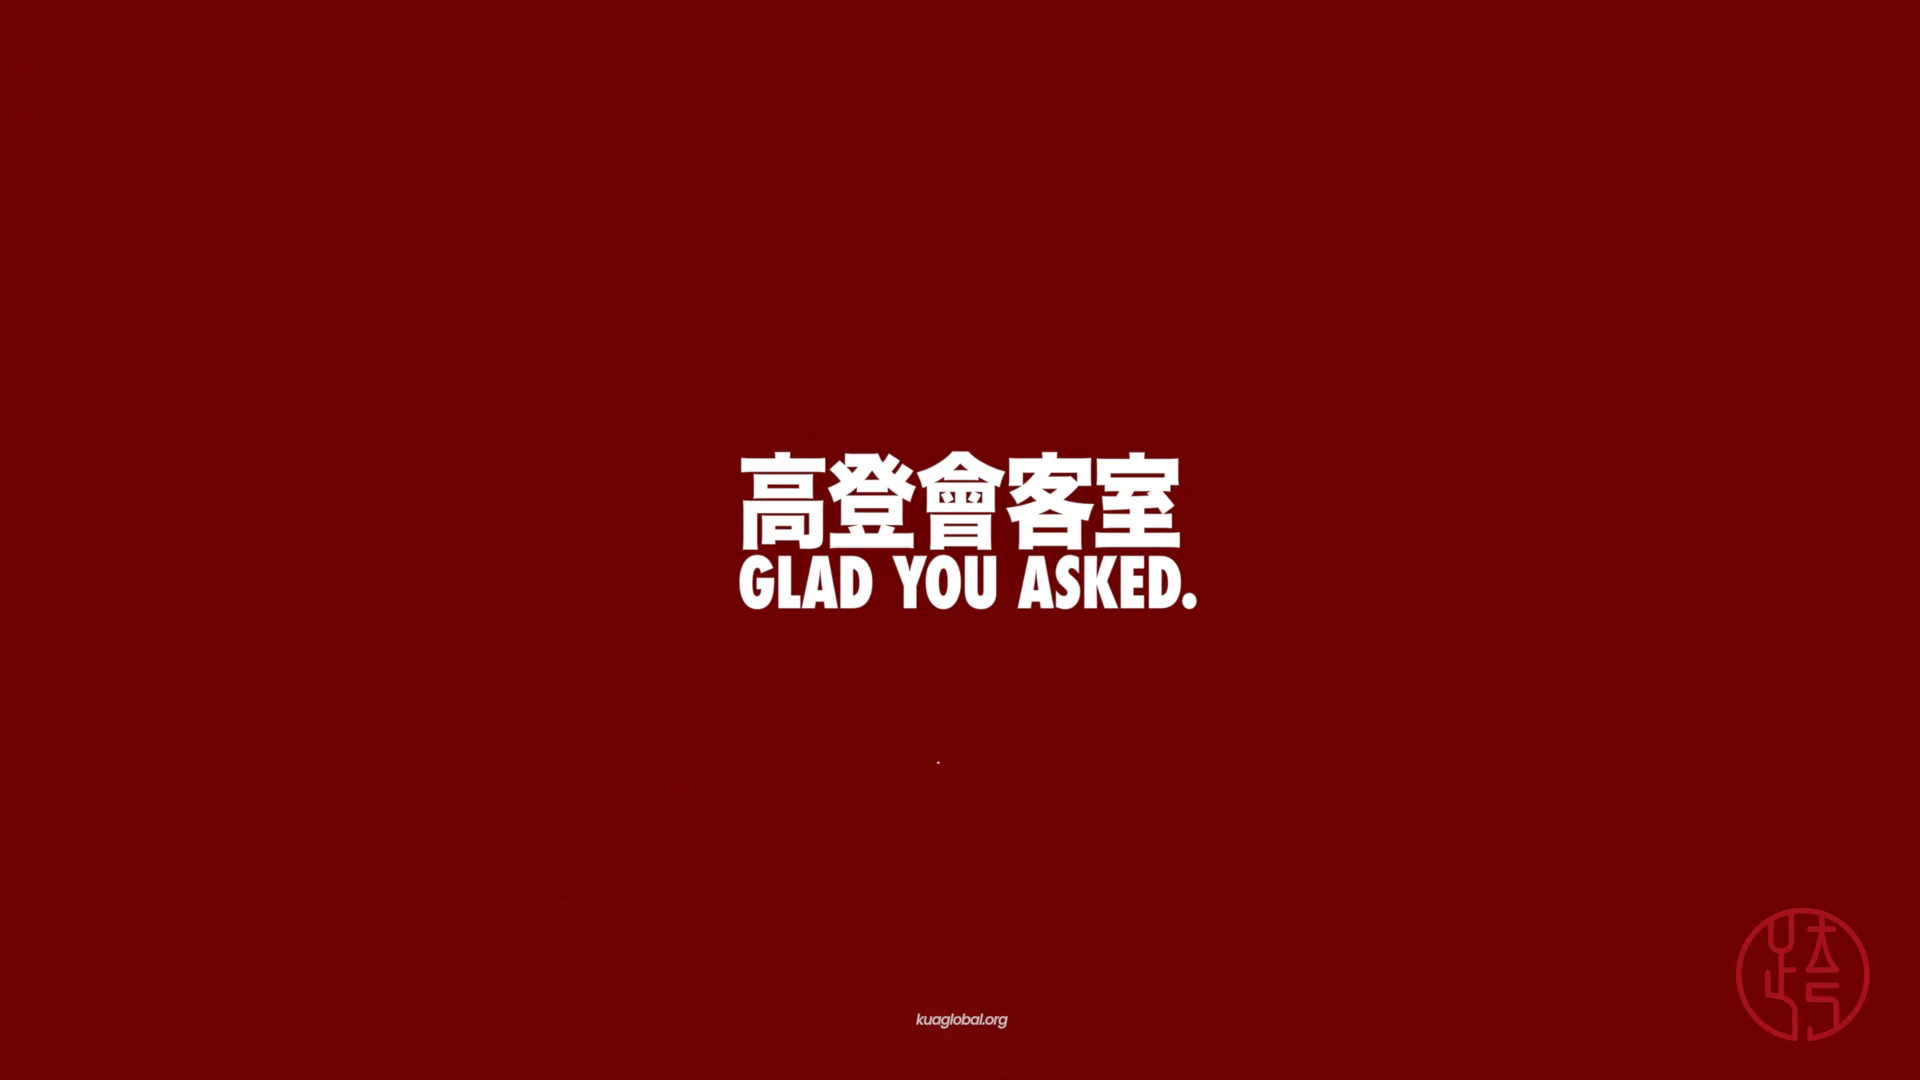 高登會客室
GLAD YOU ASKED.
kuaglobal.org